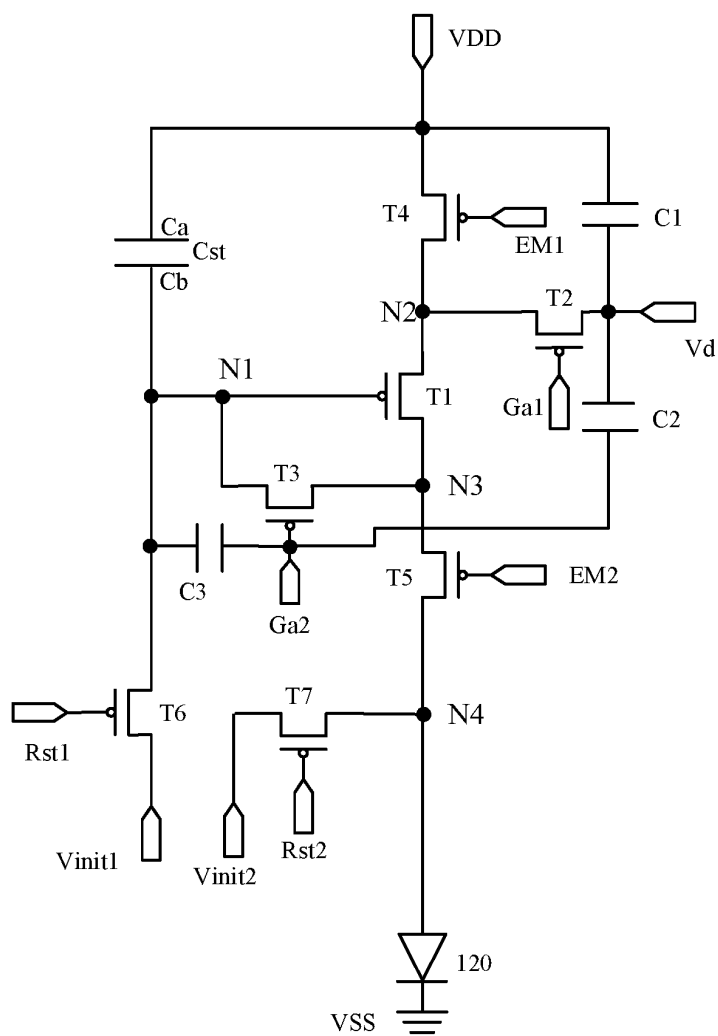 VDD
Ca
Cst
Cb
T4
EM1
C1
N2
T2
Vd
N1
T1
Ga1
C2
T3
N3
C3
T5
EM2
Ga2
T7
N4
T6
Rst1
Rst2
Vinit1
Vinit2
120
VSS